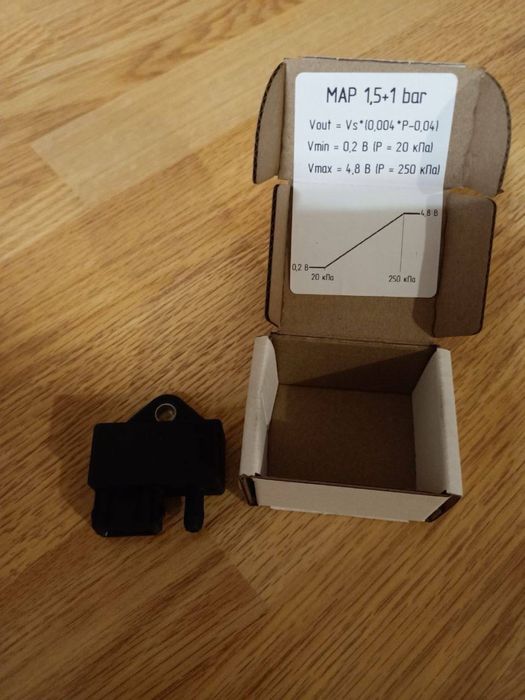 MAP 1,5+1 bar
Vout = Vs*(0,004*P-0,04)
Vmin = 0,2 В (P = 20 кПа)
Vmax = 4,8 В (P = 250 кПа)
4,8 В
0,2 В
20 кПа
250 кПа